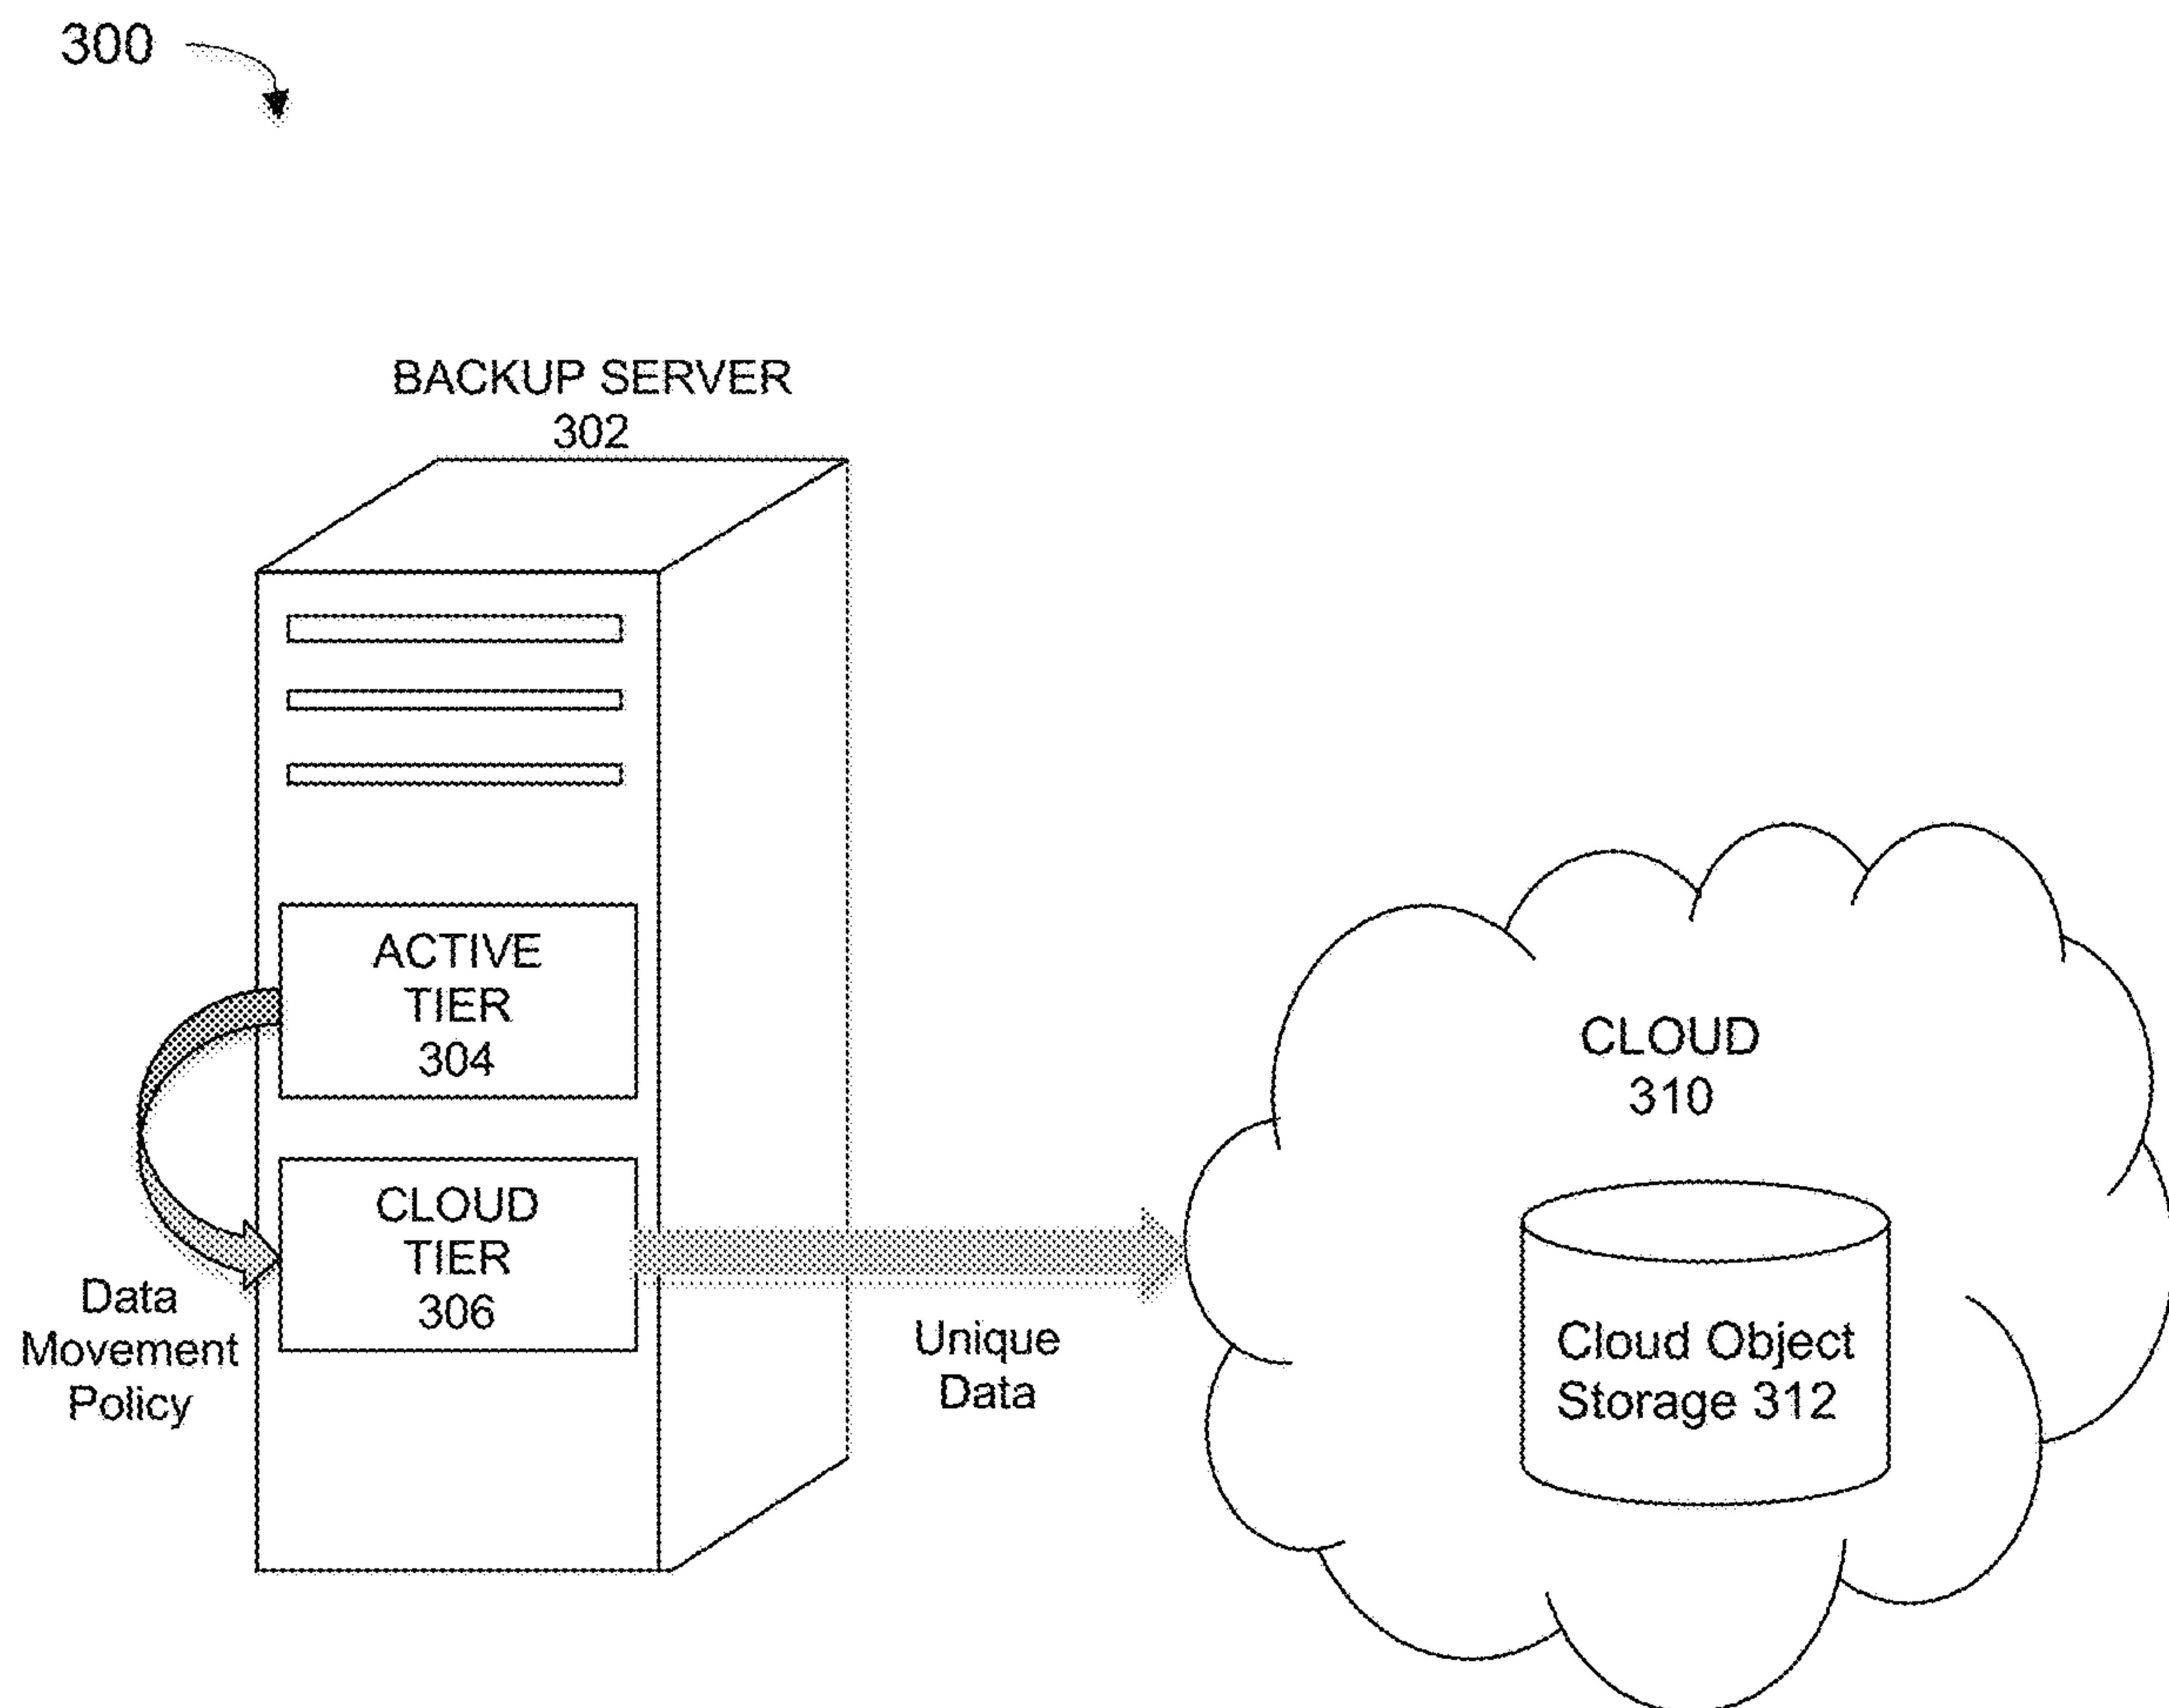 300
BACKUP SERVER
302
ACTIVE
TIER
304
CLOUD
TIER
306
Data
Movement
Policy
Unique
Data
CLOUD
310
Cloud Object
Storage 312